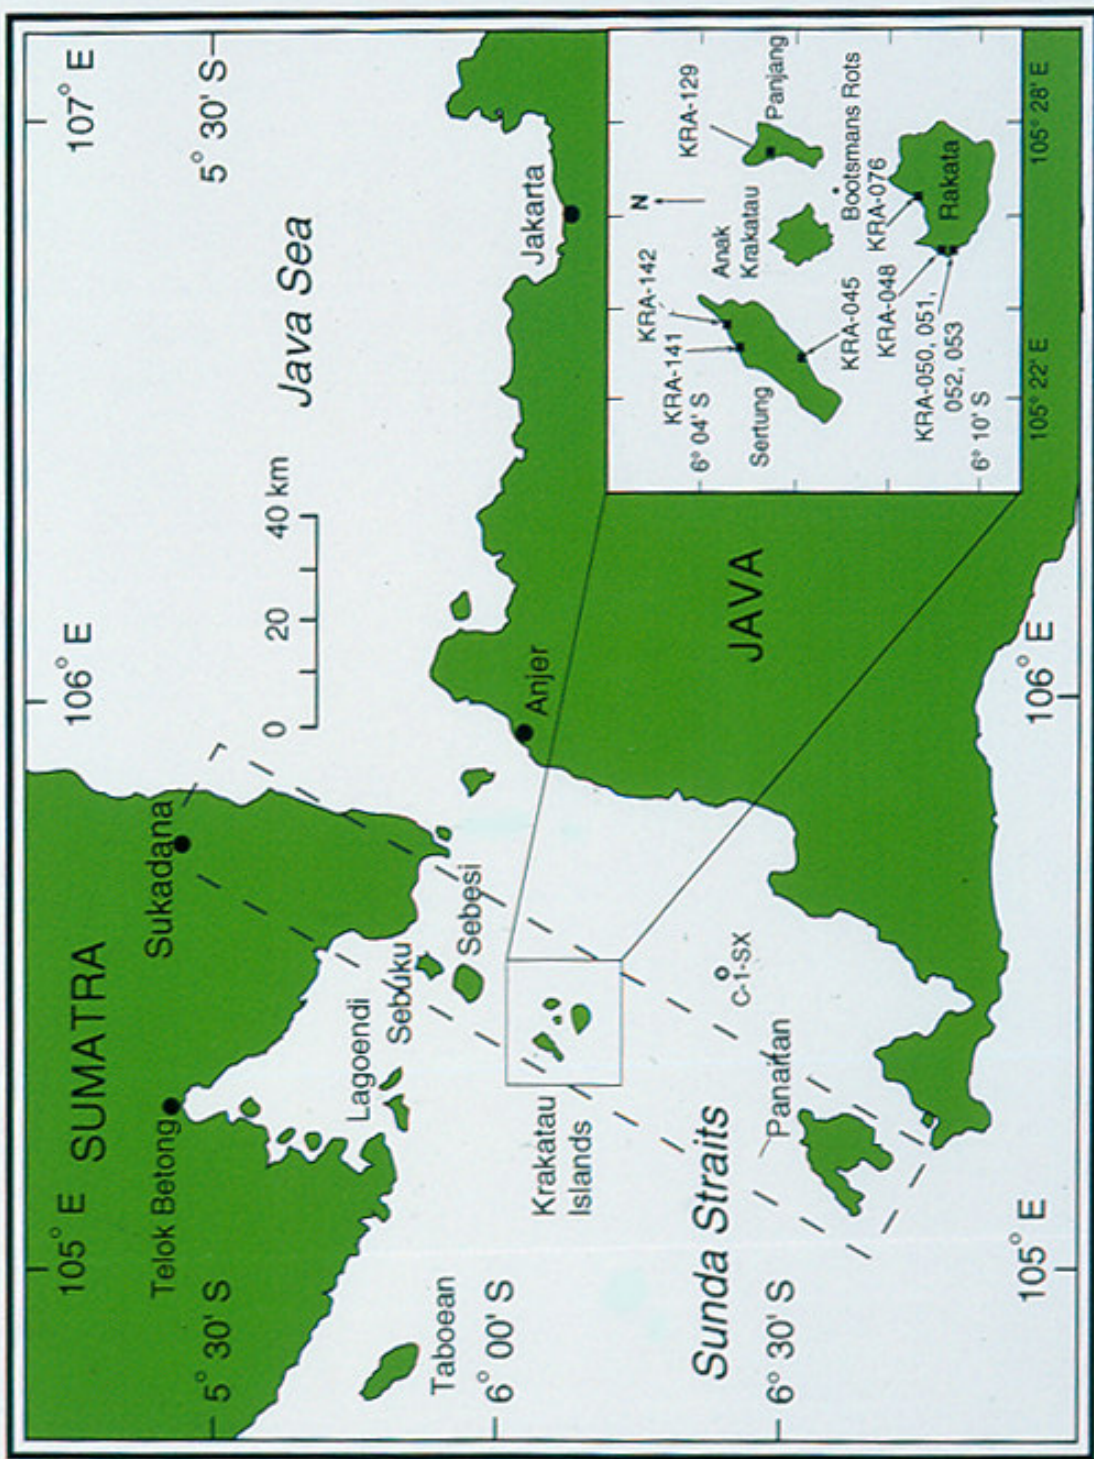 105° E
106° E
107° E
SUMATRA
Sukadana
Telok Betong
5° 30' S
5° 30' S
0 20 40 km
Java Sea
Lagoendi
Sebuku
Sebesi
Taboean
6° 00' S
Krakatau
Islands
Anjer
Jakarta
Sunda Straits
C-1-SX
Panaitan
JAVA
6° 30' S
105° E
106° E
N
KRA-129
KRA-142
KRA-141
6° 04' S
Panjang
Anak
Krakatau
Sertung
Bootsmans Rots
KRA-045
KRA-076
KRA-048
KRA-050, 051,
052, 053
Rakata
6° 10' S
105° 22' E
105° 28' E